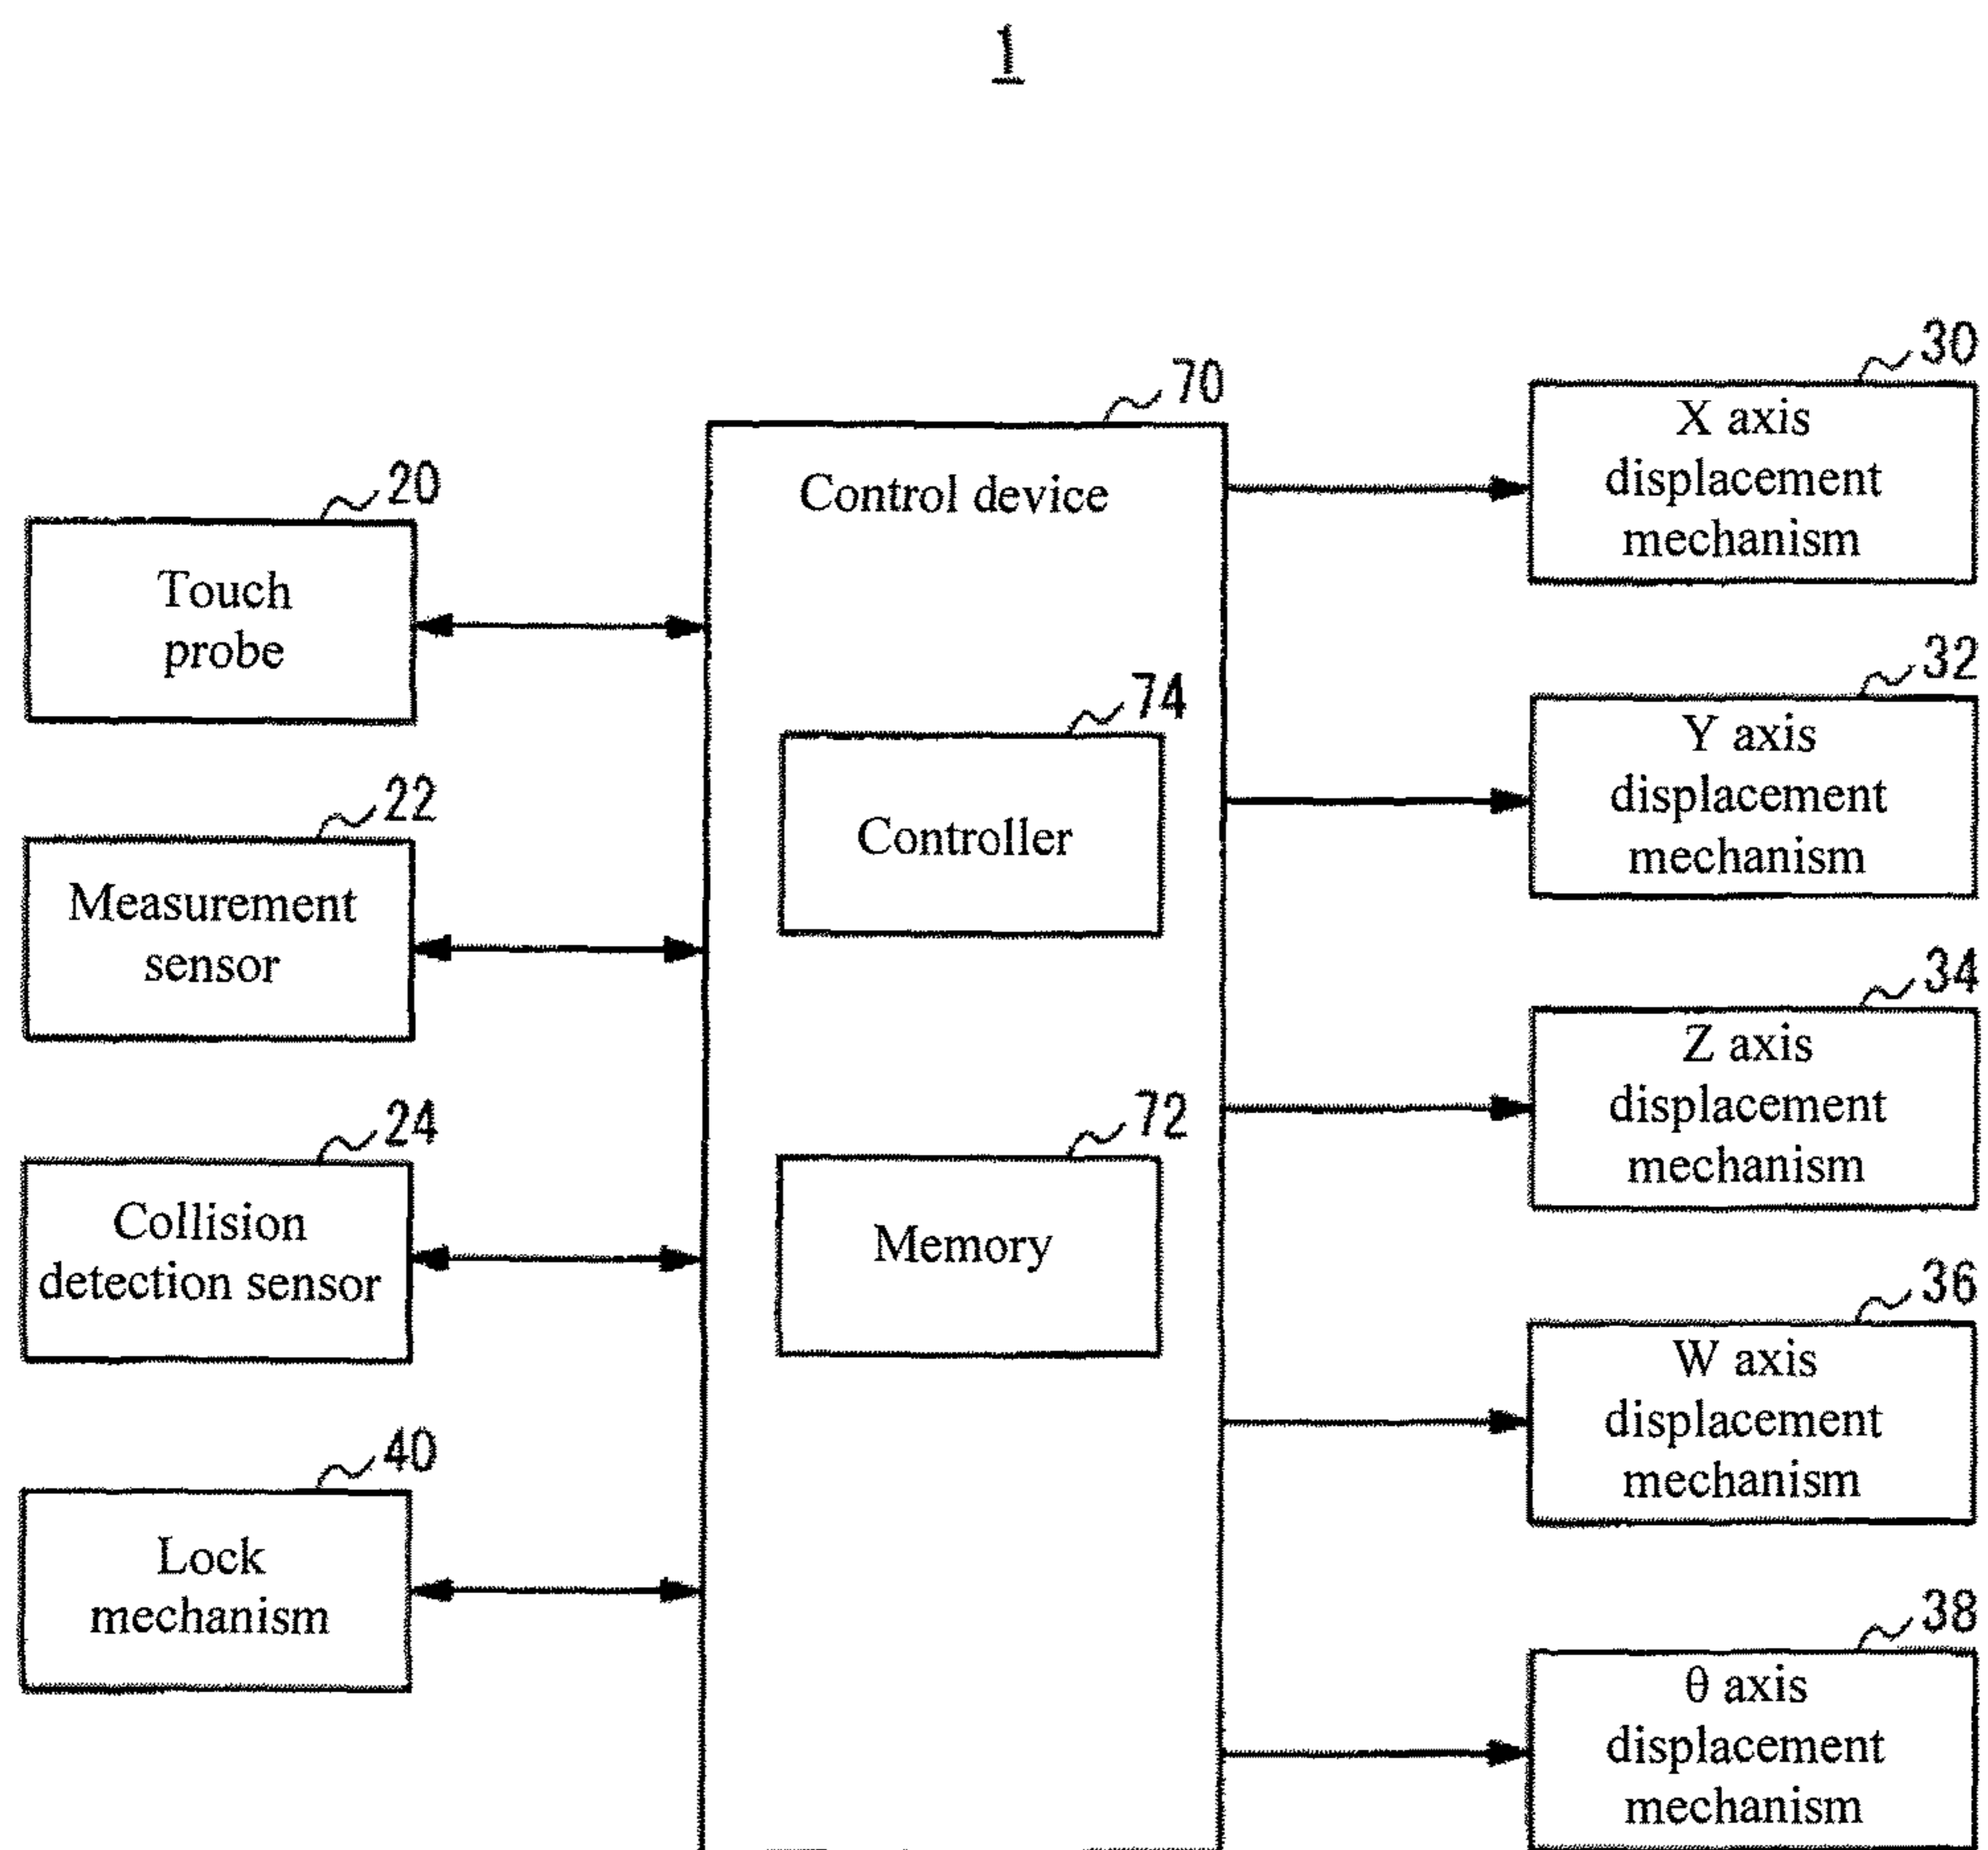 1
20
Touch
probe
22
Measurement
sensor
24
Collision
detection sensor
40
Lock
mechanism
70
Control device
74
Controller
72
Memory
30
X axis
displacement
mechanism
32
Y axis
displacement
mechanism
34
Z axis
displacement
mechanism
36
W axis
displacement
mechanism
38
θ axis
displacement
mechanism